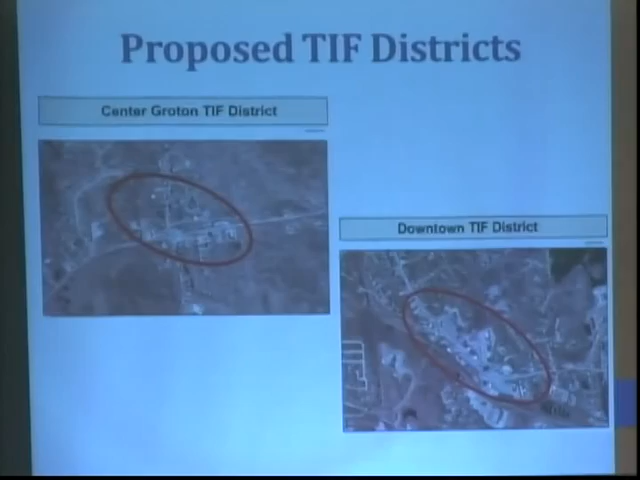 Proposed TIF Districts
Center Groton TIF District
Downtown TIF District